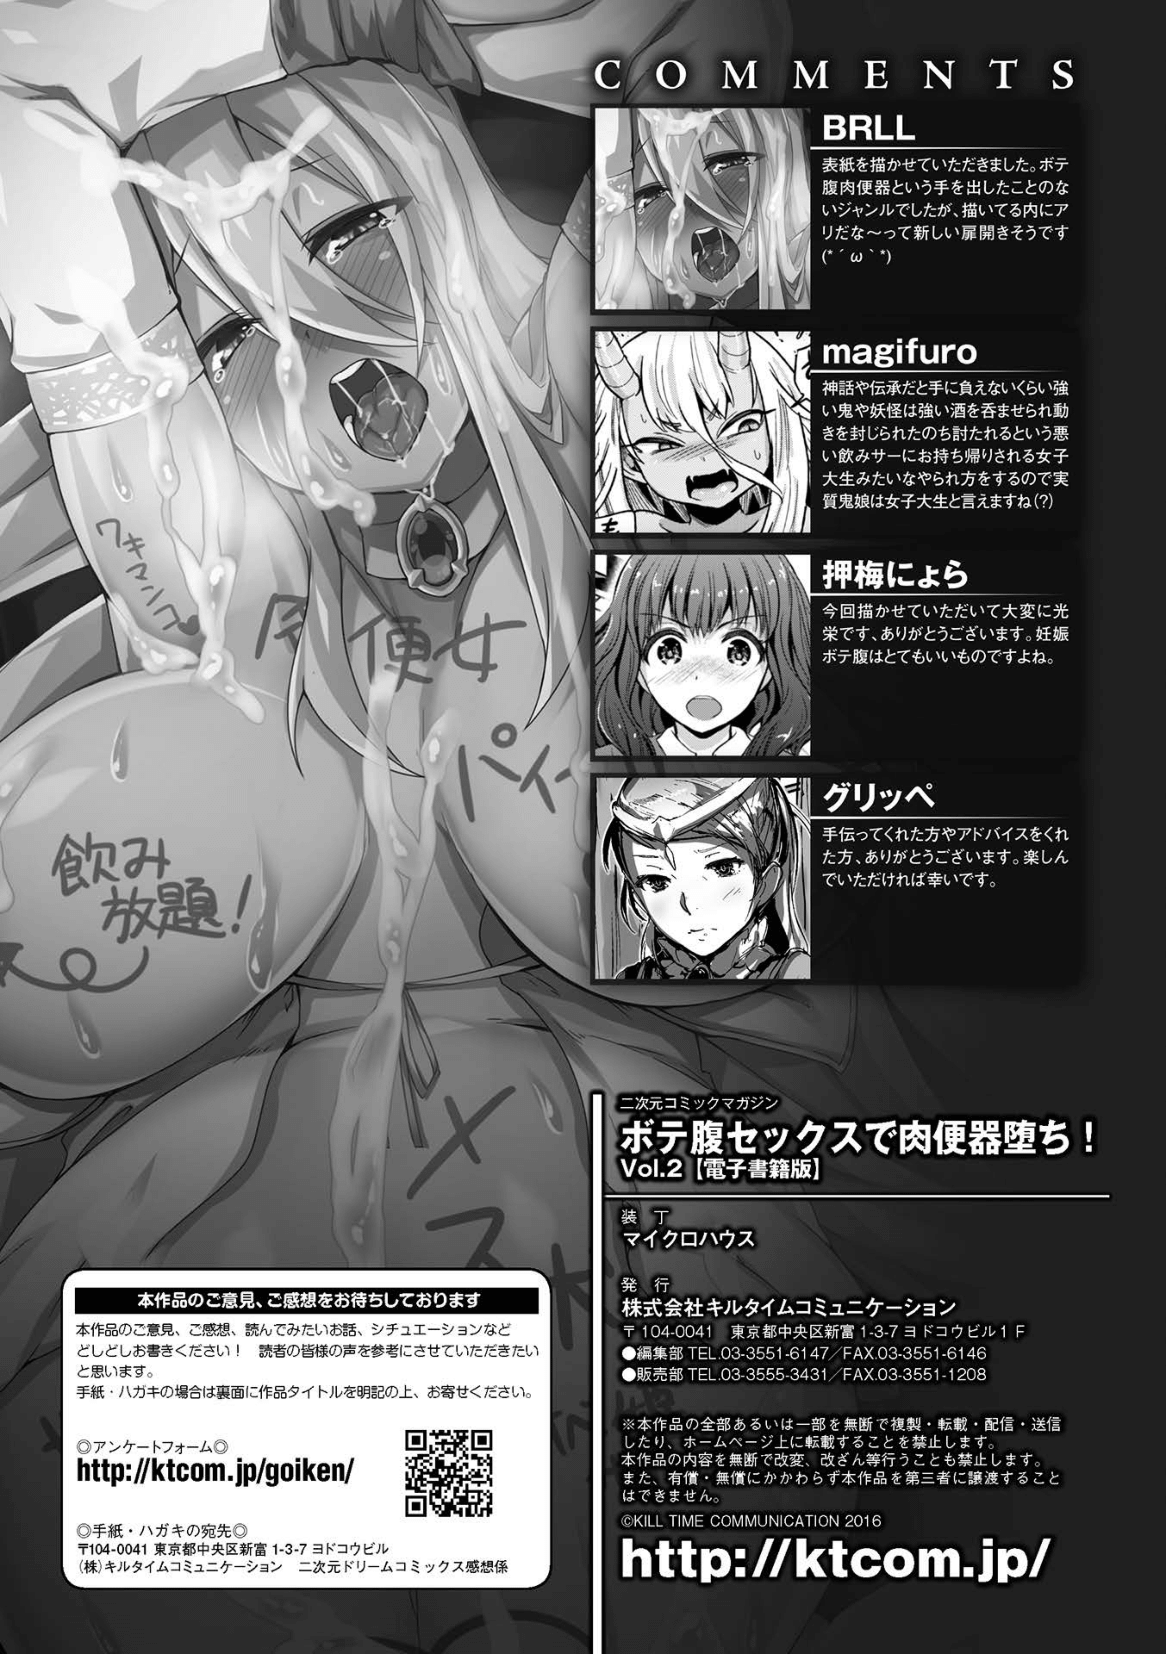 COMMENTS
BRLL
表紙を描かせていただきました。ボテ
腹肉便器という手を出したことのな
いジャンルでしたが、描いてる内にア
リだな～って新しい扉開きそうです
(*´ω｀*)
magifuro
神話や伝承だと手に負えないくらい強
い鬼や妖怪は強い酒を呑ませられ動
きを封じられたのち討たれるという悪
い飲みサーにお持ち帰りされる女子
大生みたいなやられ方をするので実
質鬼娘は女子大生と言えますね(?)
押梅にょら
今回描かせていただいて大変に光
栄です、ありがとうございます。妊娠
ボテ腹はとてもいいものですよね。
グリッペ
手伝ってくれた方やアドバイスをくれ
た方、ありがとうございます。楽しん
でいただければ幸いです。
ワキマンコ♥
便女
パイ
飲み
放題！
二次元コミックマガジン
ボテ腹セックスで肉便器堕ち！
Vol.2【電子書籍版】
装　丁
マイクロハウス
発　行
株式会社キルタイムコミュニケーション
〒104-0041　東京都中央区新富1-3-7ヨドコウビル1F
●編集部 TEL.03-3551-6147／FAX.03-3551-6146
●販売部 TEL.03-3555-3431／FAX.03-3551-1208
※本作品の全部あるいは一部を無断で複製・転載・配信・送信
したり、ホームページ上に転載することを禁止します。
本作品の内容を無断で改変、改ざん等行うことも禁止します。
また、有償・無償にかかわらず本作品を第三者に譲渡すること
はできません。
©KILL TIME COMMUNICATION 2016
http://ktcom.jp/
本作品のご意見、ご感想をお待ちしております
本作品のご意見、ご感想、読んでみたいお話、シチュエーションなど
どしどしお書きください！　読者の皆様の声を参考にさせていただきたい
と思います。
手紙・ハガキの場合は裏面に作品タイトルを明記の上、お寄せください。
◎アンケートフォーム◎
http://ktcom.jp/goiken/
◎手紙・ハガキの宛先◎
〒104-0041 東京都中央区新富1-3-7 ヨドコウビル
(株)キルタイムコミュニケーション　二次元ドリームコミックス感想係